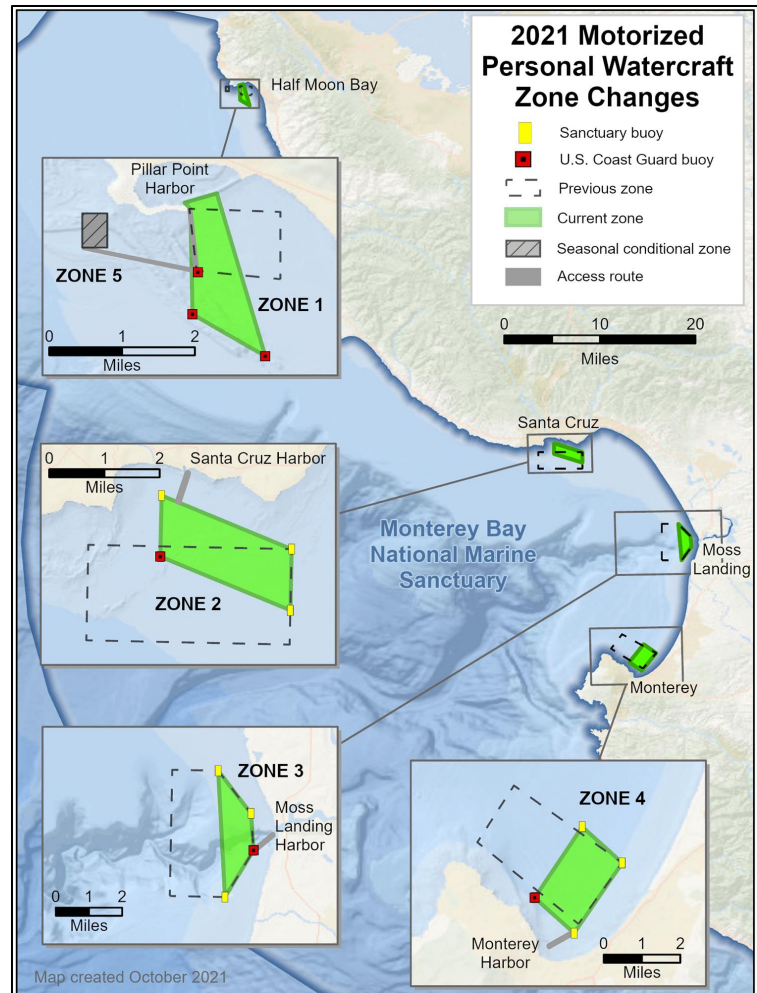 2021 Motorized
Personal Watercraft
Zone Changes
Sanctuary buoy
U.S. Coast Guard buoy
Previous zone
Current zone
Seasonal conditional zone
Access route
0 10 20
Miles
Half Moon Bay
Pillar Point
Harbor
ZONE 5
ZONE 1
0 1 2
Miles
Santa Cruz
0 1 2
Miles
Santa Cruz Harbor
ZONE 2
Monterey Bay
National Marine
Sanctuary
Moss
Landing
Monterey
ZONE 3
Moss
Landing
Harbor
0 1 2
Miles
ZONE 4
Monterey
Harbor
0 1 2
Miles
Map created October 2021